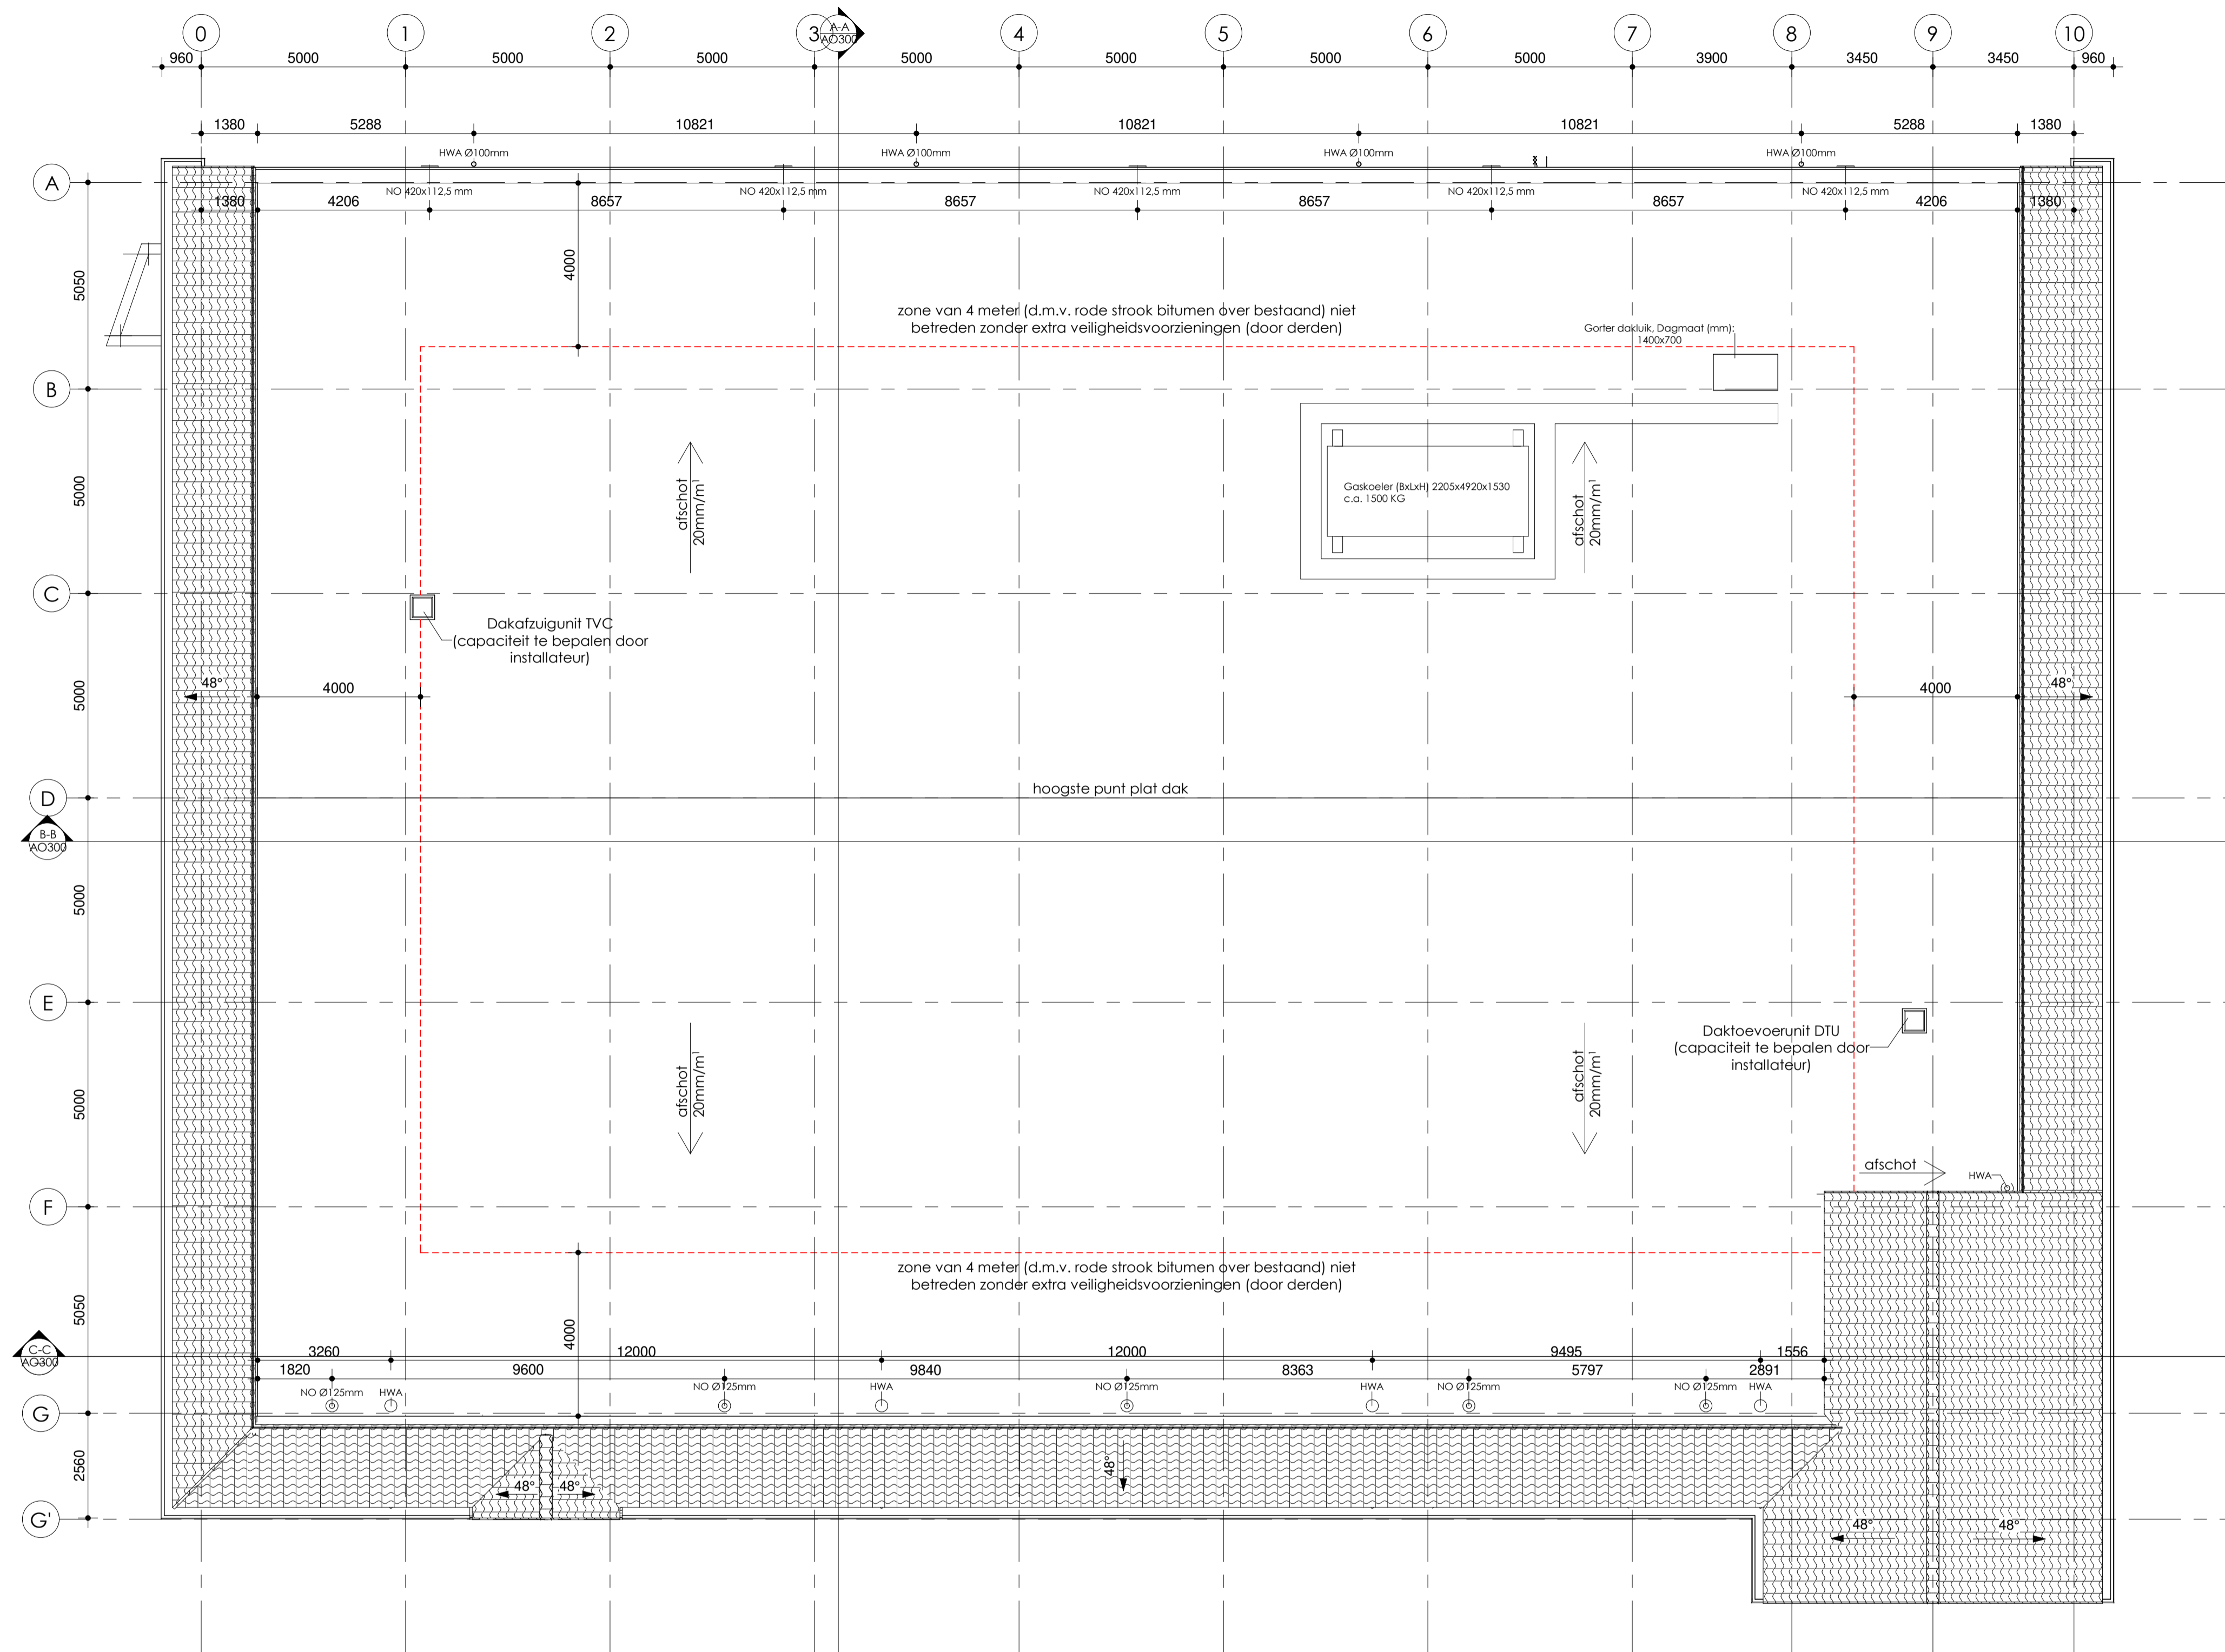 0 1 2 3 A-A 4 5 6 7 8 9 10
AO300
960 5000 5000 5000 5000 5000 5000 5000 3900 3450 3450 960
1380 5288 10821 10821 10821 5288 1380
HWA Ø100mm HWA Ø100mm HWA Ø100mm HWA Ø100mm
A
NO 420x112,5 mm NO 420x112,5 mm NO 420x112,5 mm NO 420x112,5 mm NO 420x112,5 mm
1380 4206 8657 8657 8657 8657 4206 1380
5050
4000
zone van 4 meter (d.m.v. rode strook bitumen over bestaand) niet
betreden zonder extra veiligheidsvoorzieningen (door derden)
Gorter dakluik, Dagmaat (mm):
1400x700
B
5000
afschot
20mm/m¹
Gaskoeler (BxLxH) 2205x4920x1530
c.a. 1500 KG
afschot
20mm/m¹
C
Dakafzuigunit TVC
(capaciteit te bepalen door
installateur)
5000
48°
4000
4000
48°
hoogste punt plat dak
D
B-B
AO300
5000
E
Daktoevoerunit DTU
(capaciteit te bepalen door
installateur)
5000
afschot
20mm/m¹
afschot
20mm/m¹
afschot
HWA
F
zone van 4 meter (d.m.v. rode strook bitumen over bestaand) niet
betreden zonder extra veiligheidsvoorzieningen (door derden)
5050
4000
C-C
AO300
3260 12000 12000 9495 1556
1820 9600 9840 8363 5797 2891
NO Ø125mm HWA NO Ø125mm HWA NO Ø125mm HWA NO Ø125mm NO Ø125mm HWA
G
2560
48°
48° 48°
G'
48° 48°